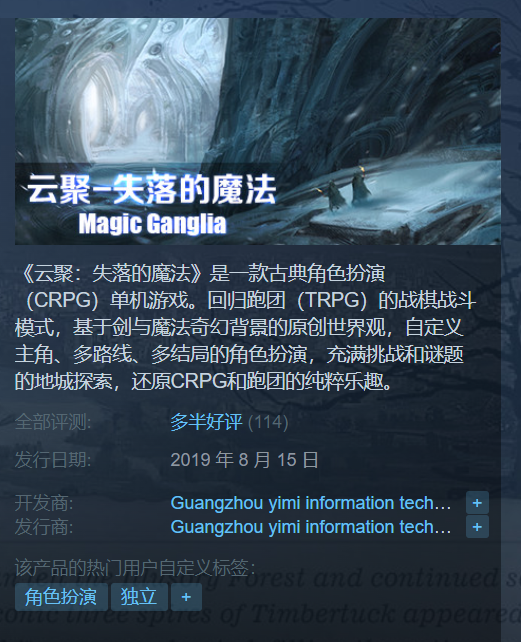 云聚-失落的魔法
Magic Ganglia
《云聚：失落的魔法》是一款古典角色扮演
（CRPG）单机游戏。回归跑团（TRPG）的战棋战斗
模式，基于剑与魔法奇幻背景的原创世界观，自定义
主角、多路线、多结局的角色扮演，充满挑战和谜题
的地城探索，还原CRPG和跑团的纯粹乐趣。
全部评测: 多半好评 (114)
发行日期: 2019 年 8 月 15 日
开发商: Guangzhou yimi information tech… +
发行商: Guangzhou yimi information tech… +
该产品的热门用户自定义标签:
角色扮演 独立 +
Forest and continued
three spires of Timbertuck appeared